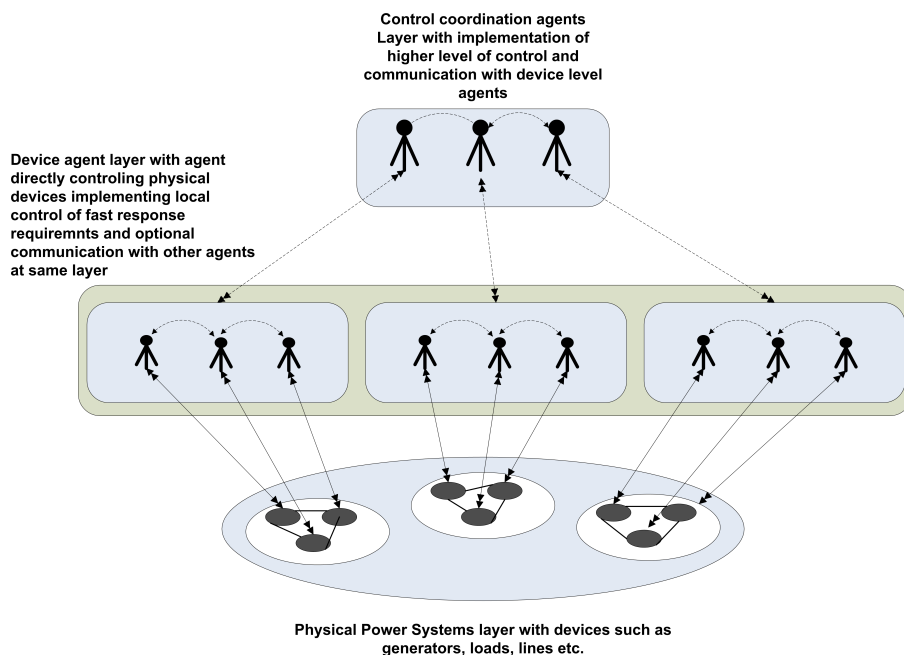 Control coordination agents
Layer with implementation of
higher level of control and
communication with device level
agents
Device agent layer with agent
directly controling physical
devices implementing local
control of fast response
requiremnts and optional
communication with other agents
at same layer
Physical Power Systems layer with devices such as
generators, loads, lines etc.